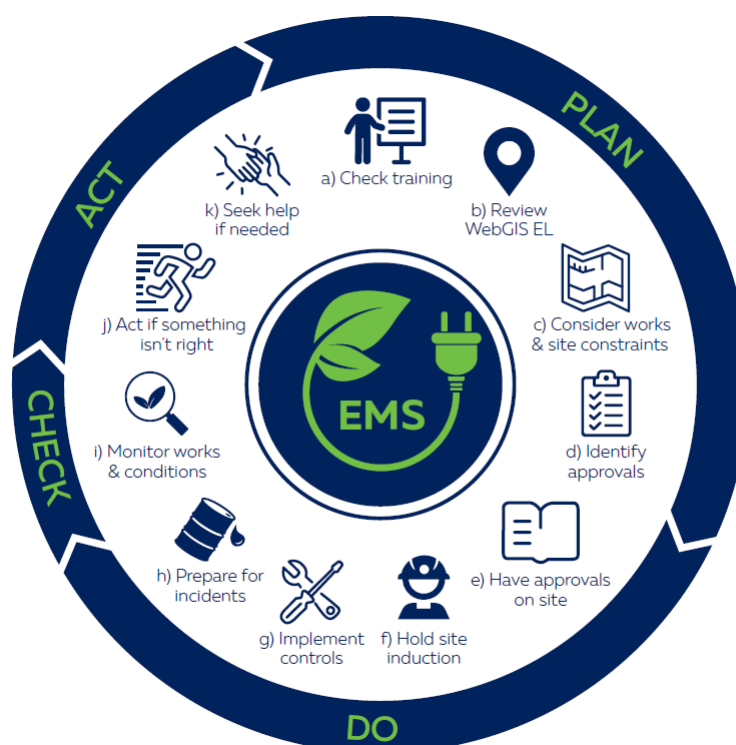 PLAN
a) Check training
b) Review
WebGIS EL
c) Consider works
& site constraints
d) Identify
approvals
DO
e) Have approvals
on site
f) Hold site
induction
g) Implement
controls
h) Prepare for
incidents
CHECK
i) Monitor works
& conditions
ACT
j) Act if something
isn't right
k) Seek help
if needed
EMS